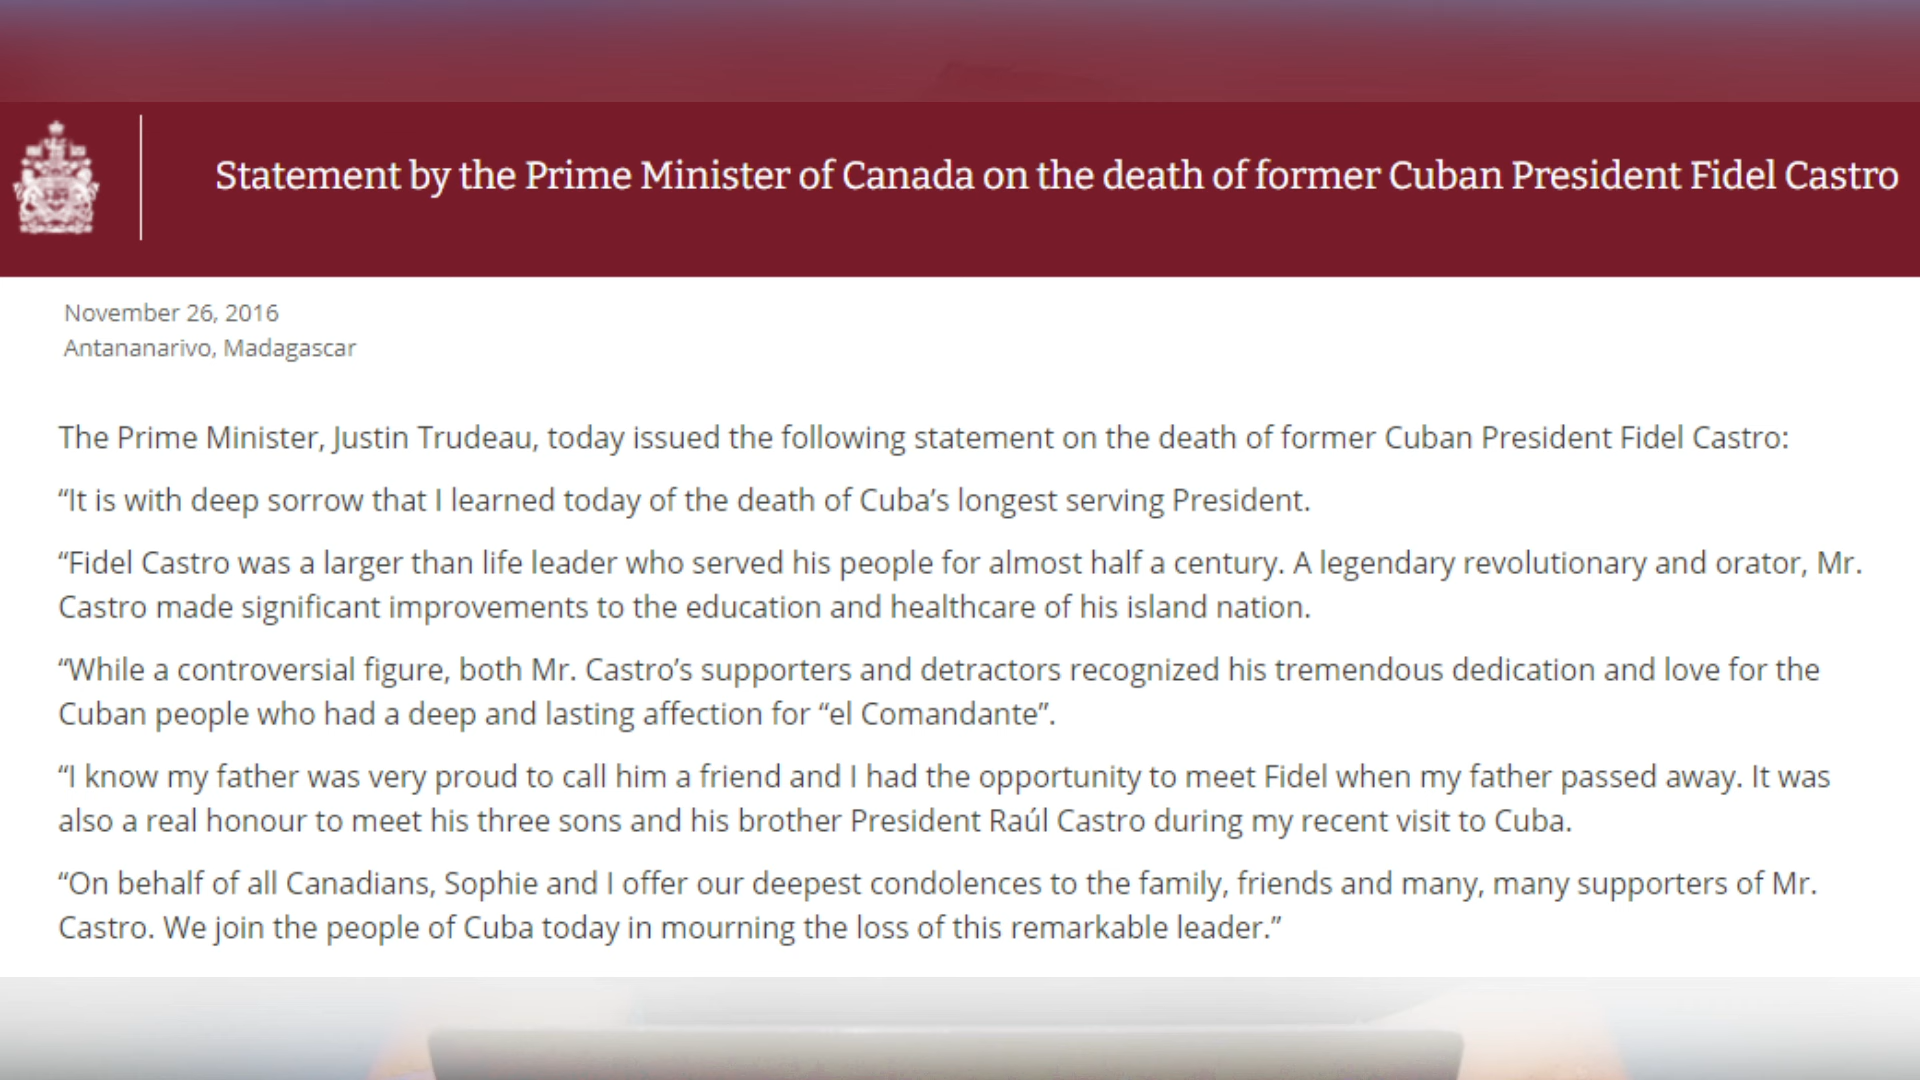 Statement by the Prime Minister of Canada on the death of former Cuban President Fidel Castro
November 26, 2016
Antananarivo, Madagascar
The Prime Minister, Justin Trudeau, today issued the following statement on the death of former Cuban President Fidel Castro:
“It is with deep sorrow that I learned today of the death of Cuba’s longest serving President.
“Fidel Castro was a larger than life leader who served his people for almost half a century. A legendary revolutionary and orator, Mr.
Castro made significant improvements to the education and healthcare of his island nation.
“While a controversial figure, both Mr. Castro’s supporters and detractors recognized his tremendous dedication and love for the
Cuban people who had a deep and lasting affection for “el Comandante”.
“I know my father was very proud to call him a friend and I had the opportunity to meet Fidel when my father passed away. It was
also a real honour to meet his three sons and his brother President Raúl Castro during my recent visit to Cuba.
“On behalf of all Canadians, Sophie and I offer our deepest condolences to the family, friends and many, many supporters of Mr.
Castro. We join the people of Cuba today in mourning the loss of this remarkable leader.”